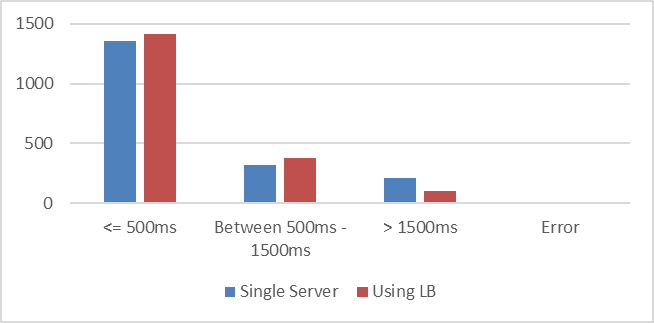 1500
1000
500
0
<= 500ms
Between 500ms -
1500ms
> 1500ms
Error
Single Server
Using LB